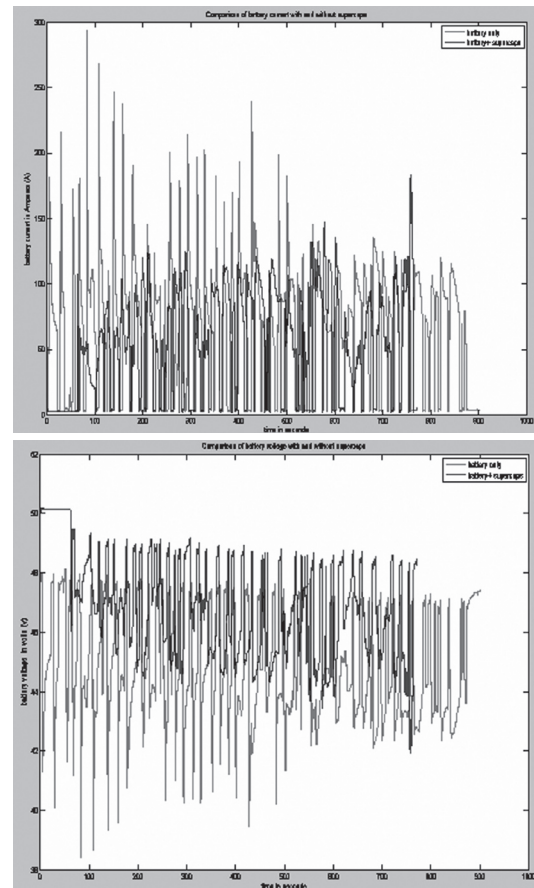 Comparison of battery current with and without supercaps
300
battery only
battery+ supercaps
250
200
150
100
50
0
battery current in Amperes (A)
0 100 200 300 400 500 600 700 800 900 1000
time in seconds
Comparison of battery voltage with and without supercaps
62
battery only
battery+ supercaps
50
48
46
44
42
40
38
battery voltage in volts (v)
0 100 200 300 400 500 600 700 800 900 1000
time in seconds